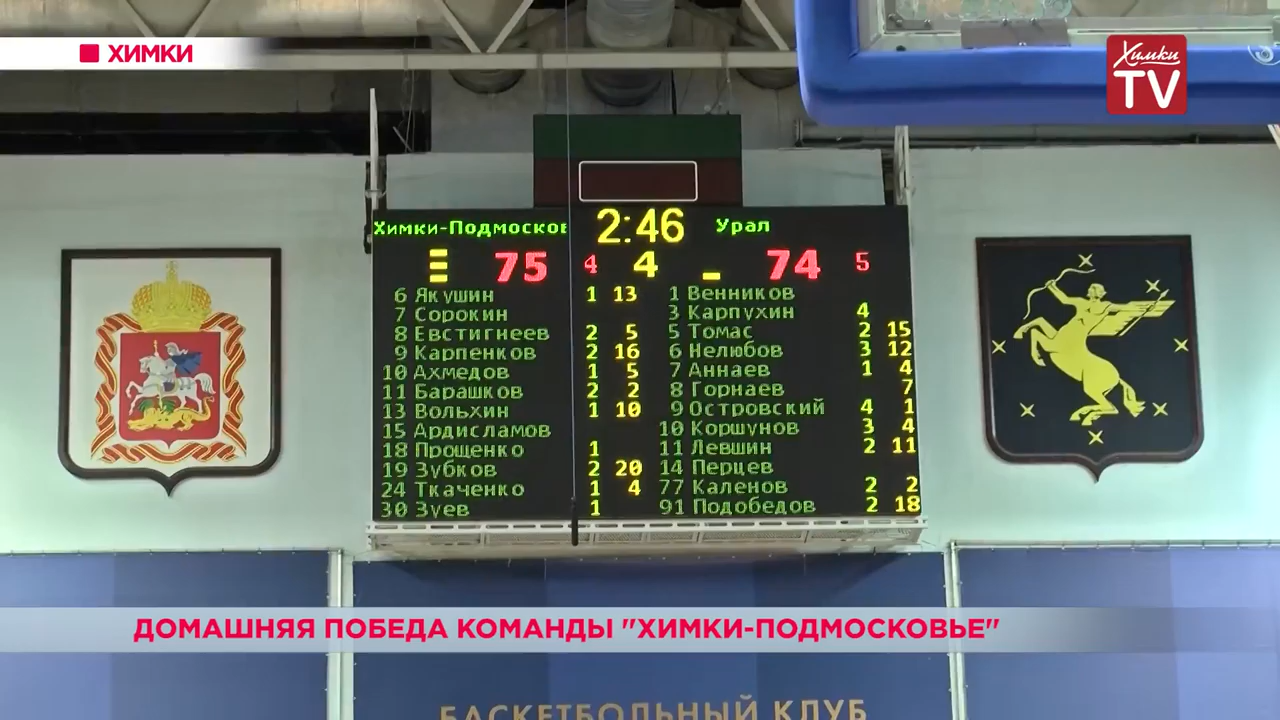 ХИМКИ
Химки
TV
Химки-Подмосков 2:46 Урал
75 4 4 74 5
6 Якушин 1 13
7 Сорокин
8 Евстигнеев 2 5
9 Карпенков 2 16
10 Ахмедов 1 5
11 Барашков 2 2
13 Вольхин 1 10
15 Ардисламов
18 Прощенко 1
19 Зубков 2 20
24 Ткаченко 1 4
30 Зуев 1
1 Венников
3 Карпухин 4
5 Томас 2 15
6 Нелюбов 3 12
7 Аннаев 1 4
8 Горнаев 7
9 Островский 4 1
10 Коршунов 3 4
11 Левшин 2 11
14 Перцев
77 Каленов 2 2
91 Подобедов 2 18
ДОМАШНЯЯ ПОБЕДА КОМАНДЫ "ХИМКИ-ПОДМОСКОВЬЕ"
БАСКЕТБОЛЬНЫЙ КЛУБ